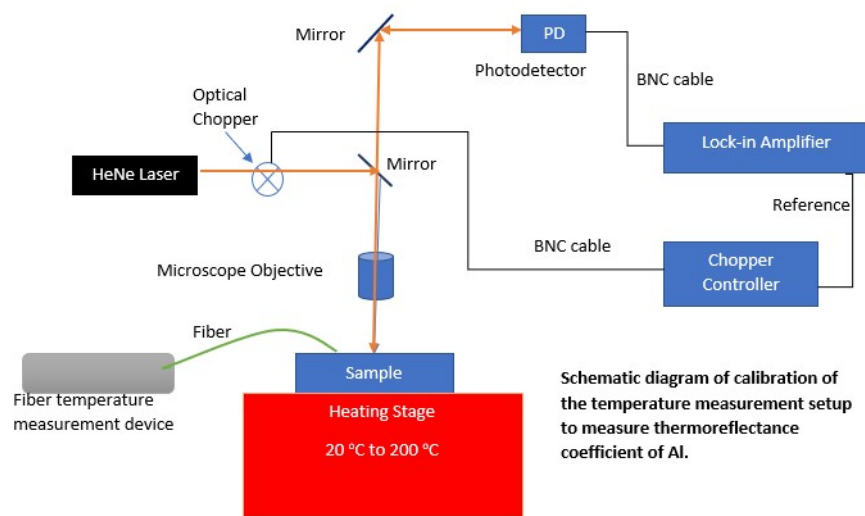 Mirror
PD
Photodetector
BNC cable
Optical
Chopper
Lock-in Amplifier
HeNe Laser
Mirror
Reference
BNC cable
Chopper
Controller
Microscope Objective
Fiber
Sample
Fiber temperature
measurement device
Heating Stage
20 °C to 200 °C
Schematic diagram of calibration of
the temperature measurement setup
to measure thermoreflectance
coefficient of Al.